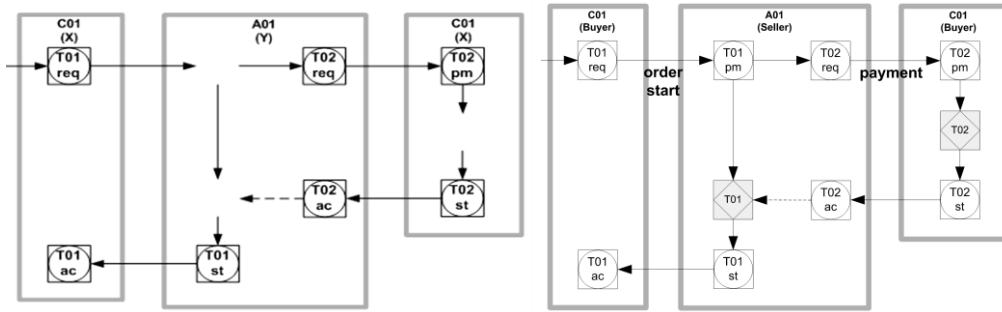 C01
(X)
A01
(Y)
C01
(X)
T01
req
T02
req
T02
pm
T02
ac
T02
st
T01
ac
T01
st
C01
(Buyer)
A01
(Seller)
C01
(Buyer)
T01
req
order
start
T01
pm
T02
req
payment
T02
pm
T02
T01
T02
ac
T02
st
T01
ac
T01
st